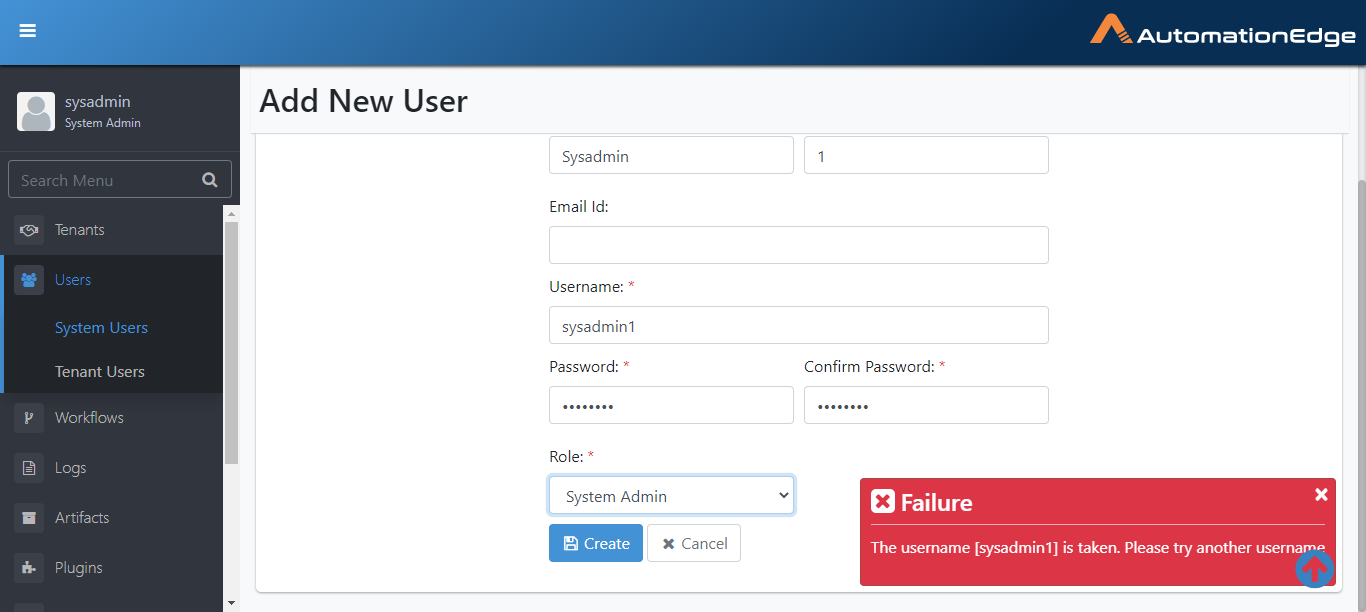 AutomationEdge
sysadmin
System Admin
Search Menu
Tenants
Users
System Users
Tenant Users
Workflows
Logs
Artifacts
Plugins
Add New User
Sysadmin
1
Email Id:
Username: *
sysadmin1
Password: *
Confirm Password: *
••••••••
••••••••
Role: *
System Admin
Create
Cancel
Failure
The username [sysadmin1] is taken. Please try another username